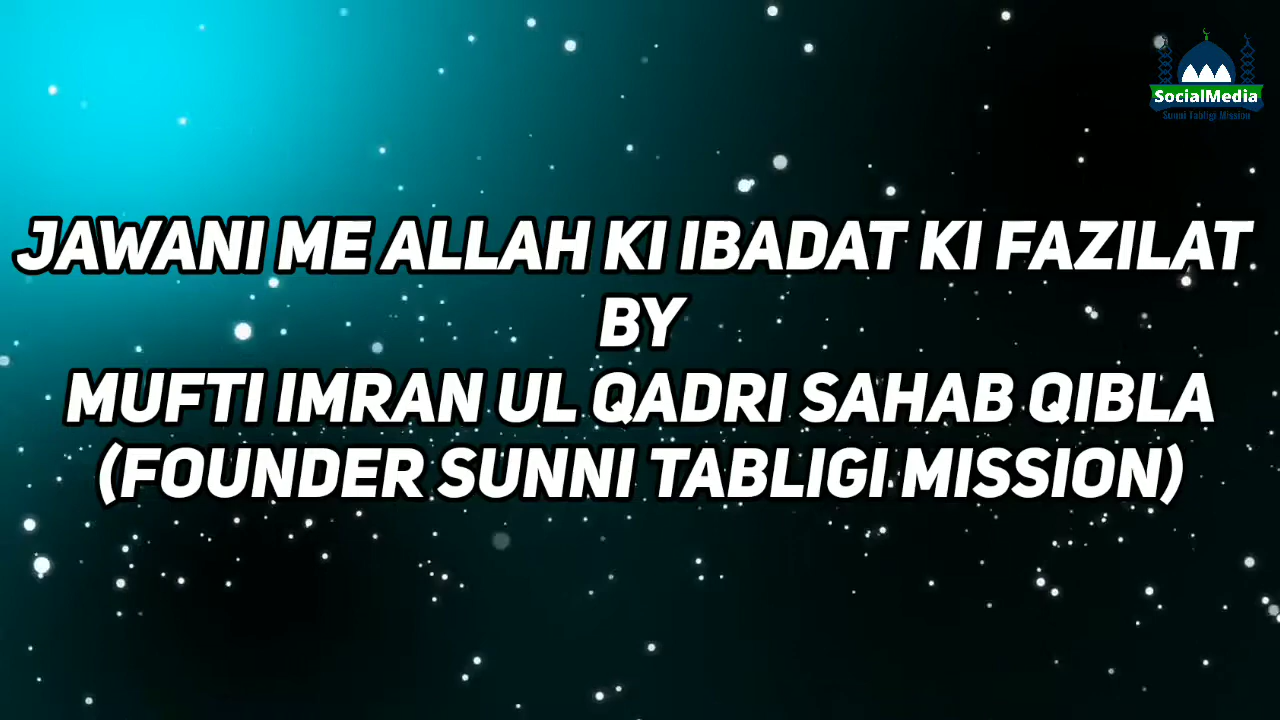 SocialMedia
Sunni Tabligi Mission
JAWANI ME ALLAH KI IBADAT KI FAZILAT
BY
MUFTI IMRAN UL QADRI SAHAB QIBLA
(FOUNDER SUNNI TABLIGI MISSION)